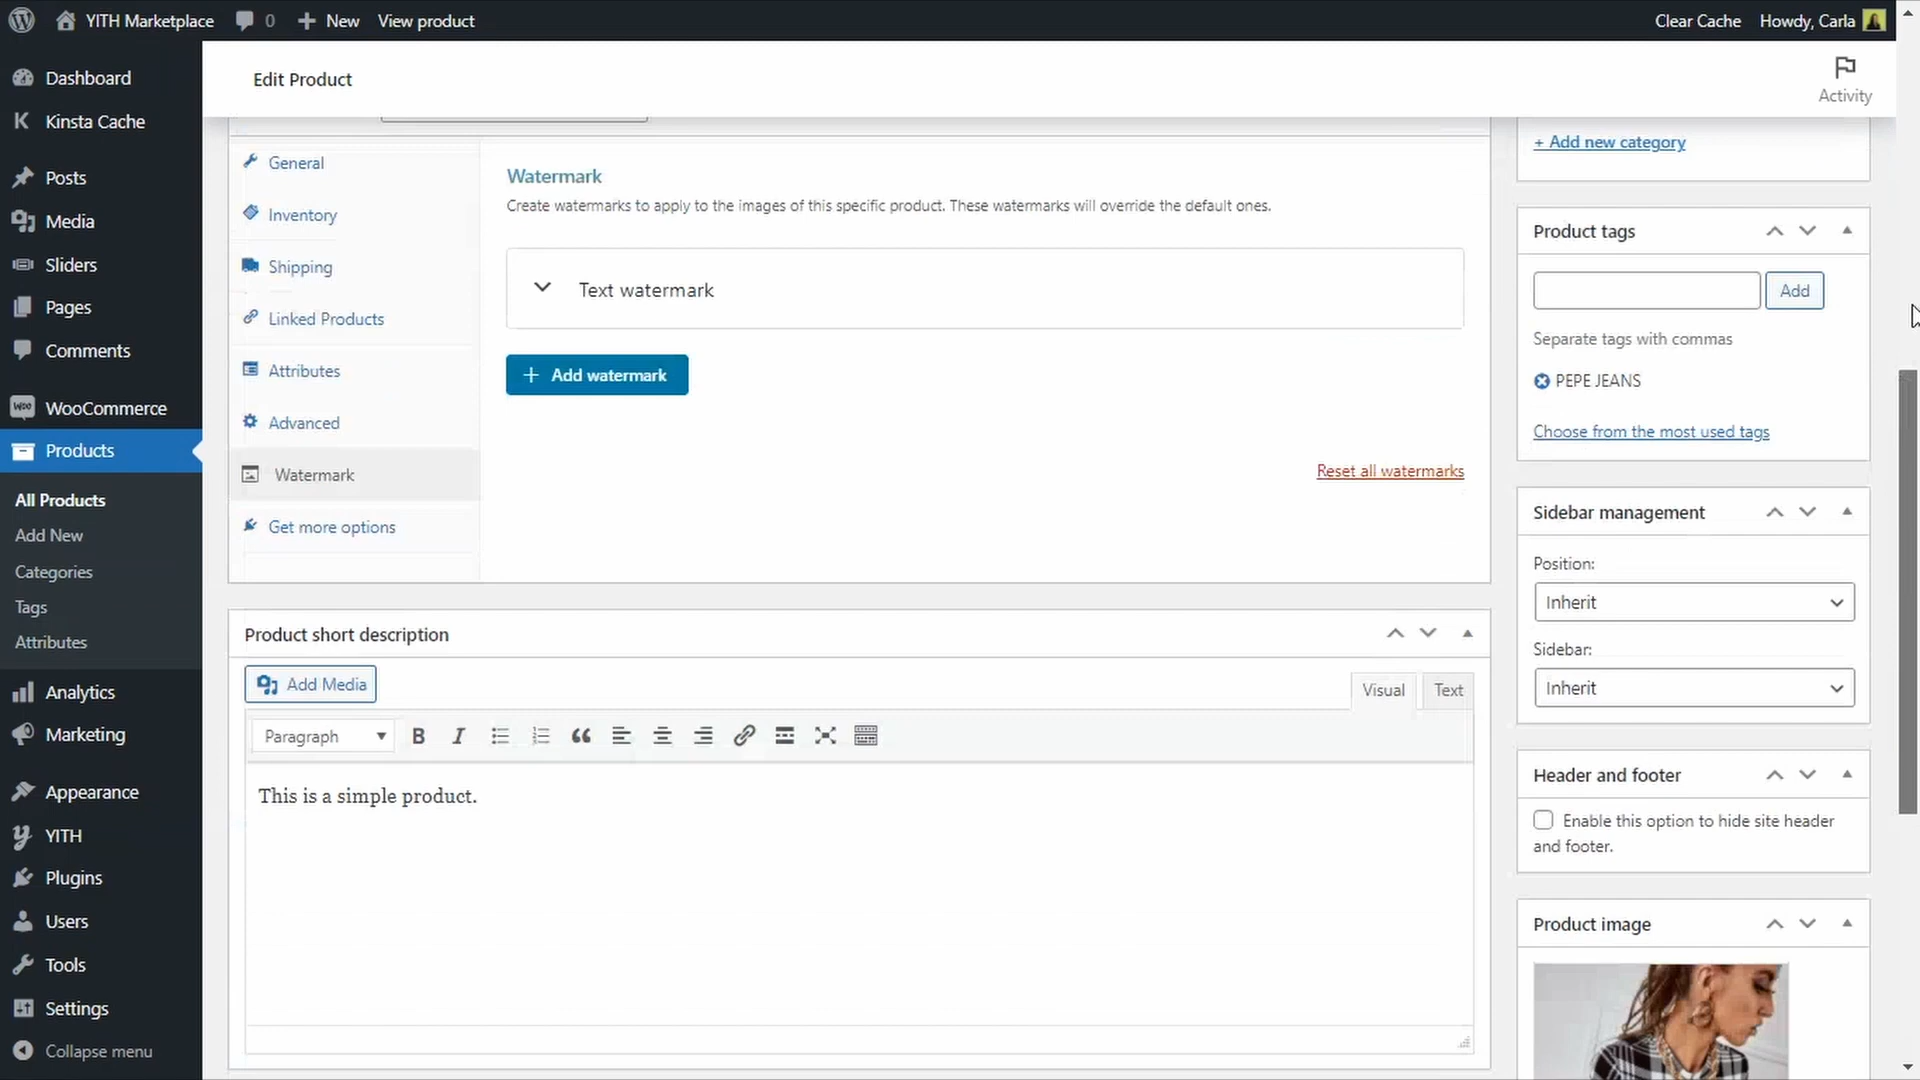 YITH Marketplace
0
New
View product
Clear Cache
Howdy, Carla
Dashboard
Kinsta Cache
Posts
Media
Sliders
Pages
Comments
WooCommerce
Products
All Products
Add New
Categories
Tags
Attributes
Analytics
Marketing
Appearance
YITH
Plugins
Users
Tools
Settings
Collapse menu
Edit Product
Activity
General
Inventory
Shipping
Linked Products
Attributes
Advanced
Watermark
Get more options
Watermark
Create watermarks to apply to the images of this specific product. These watermarks will override the default ones.
Text watermark
+ Add watermark
Reset all watermarks
Product short description
Add Media
Visual
Text
Paragraph
B
I
This is a simple product.
+ Add new category
Product tags
Add
Separate tags with commas
PEPE JEANS
Choose from the most used tags
Sidebar management
Position:
Inherit
Sidebar:
Inherit
Header and footer
Enable this option to hide site header
and footer.
Product image